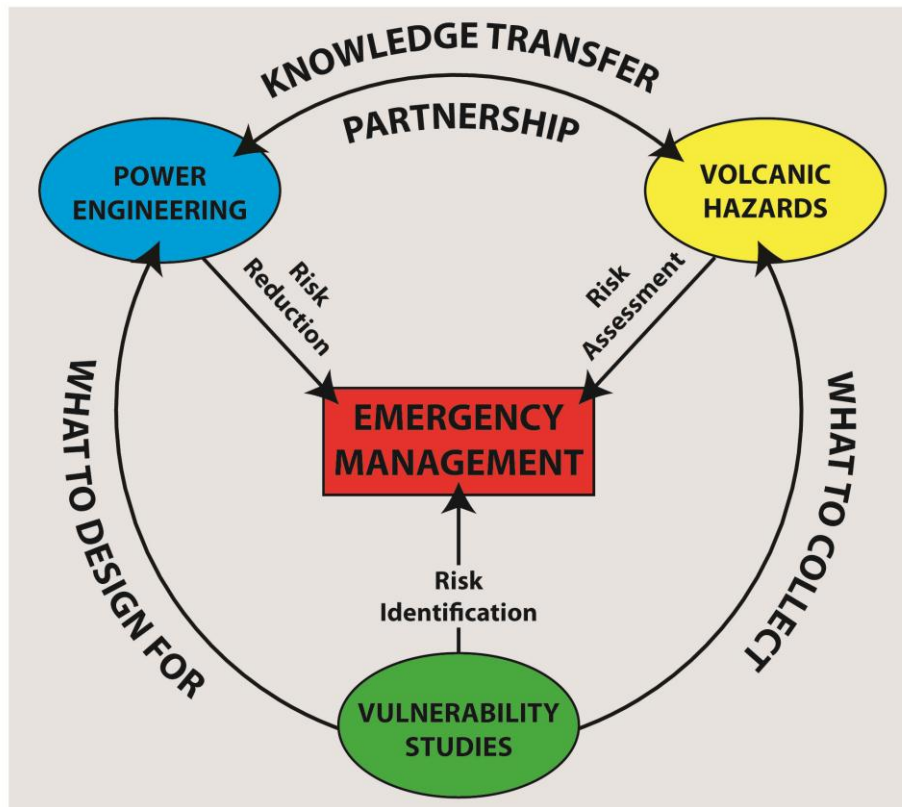 KNOWLEDGE TRANSFER
PARTNERSHIP
POWER
ENGINEERING
VOLCANIC
HAZARDS
Risk
Reduction
Risk
Assessment
EMERGENCY
MANAGEMENT
WHAT TO DESIGN FOR
WHAT TO COLLECT
Risk
Identification
VULNERABILITY
STUDIES